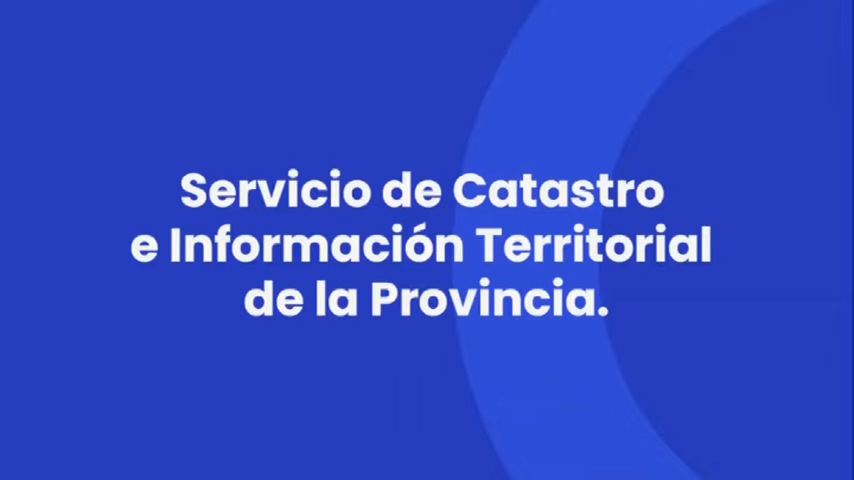 Servicio de Catastro
e Información Territorial
de la Provincia.